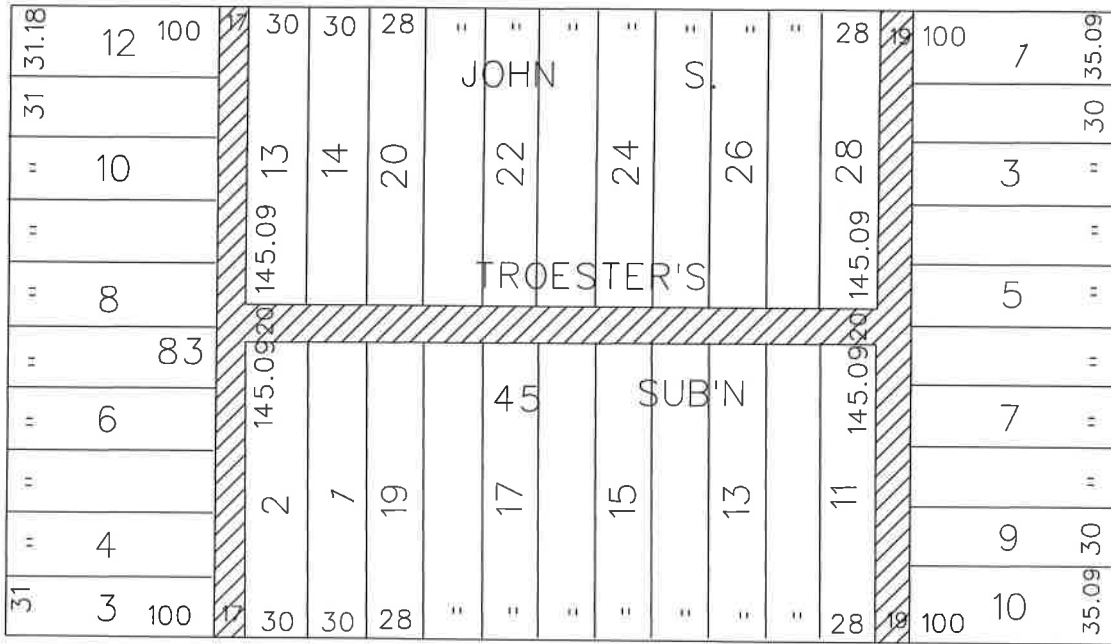 31.18 12 100 17 30 30 28 " " " " " " " 28 19 100 1 35.09
JOHN S.
31 30
10 13 14 20 22 24 26 28 3 "
"
" "
145.09 145.09
TROESTER'S
" 8 5 "
20 20
" 83 "
145.09 145.09
45 SUB'N
" 6 7 "
" "
2 1 19 17 15 13 11
" 4 9 30
31 3 100 17 30 30 28 " " " " " " " 28 19 100 10 35.09